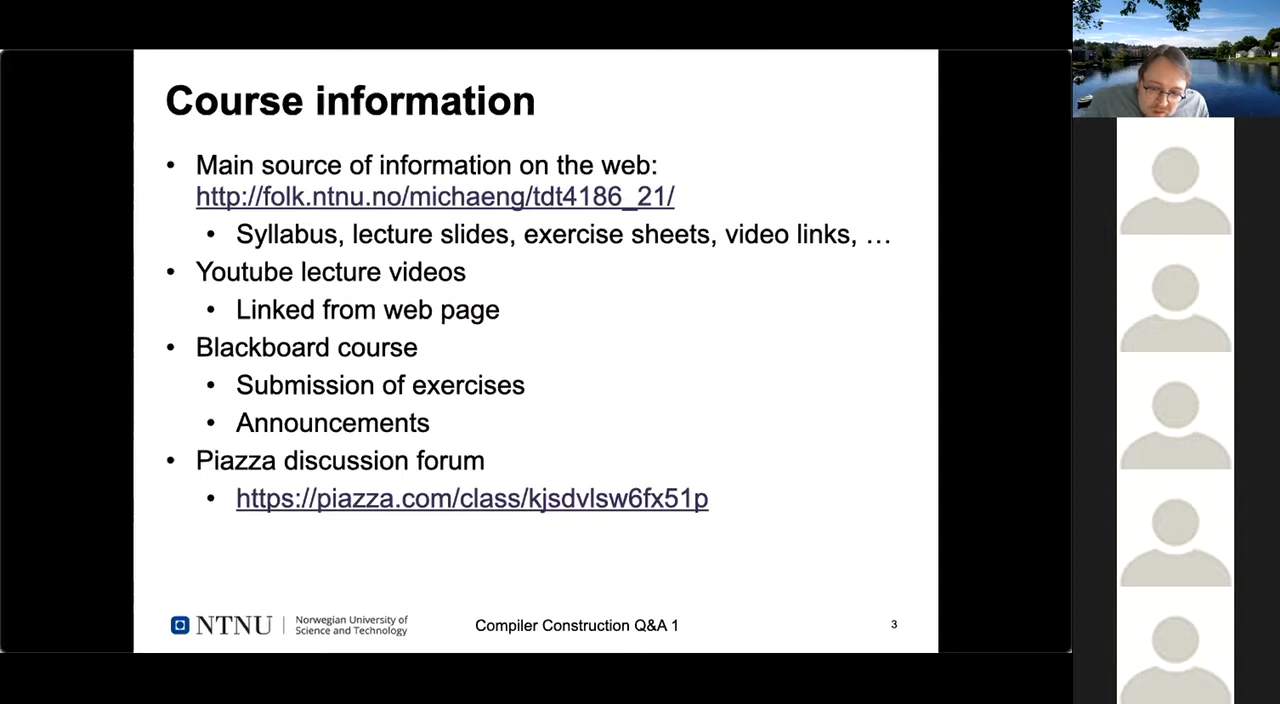 Course information
• Main source of information on the web:
http://folk.ntnu.no/michaeng/tdt4186_21/
• Syllabus, lecture slides, exercise sheets, video links, …
• Youtube lecture videos
• Linked from web page
• Blackboard course
• Submission of exercises
• Announcements
• Piazza discussion forum
• https://piazza.com/class/kjsdvlsw6fx51p
NTNU
Norwegian University of
Science and Technology
Compiler Construction Q&A 1
3